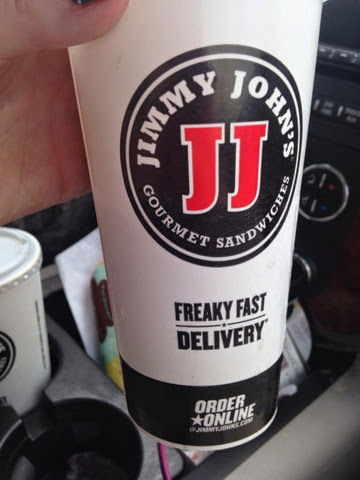 JIMMY JOHN'S
JJ
GOURMET SANDWICHES
FREAKY FAST
DELIVERY
ORDER
★ONLINE
@JIMMYJOHNS.COM